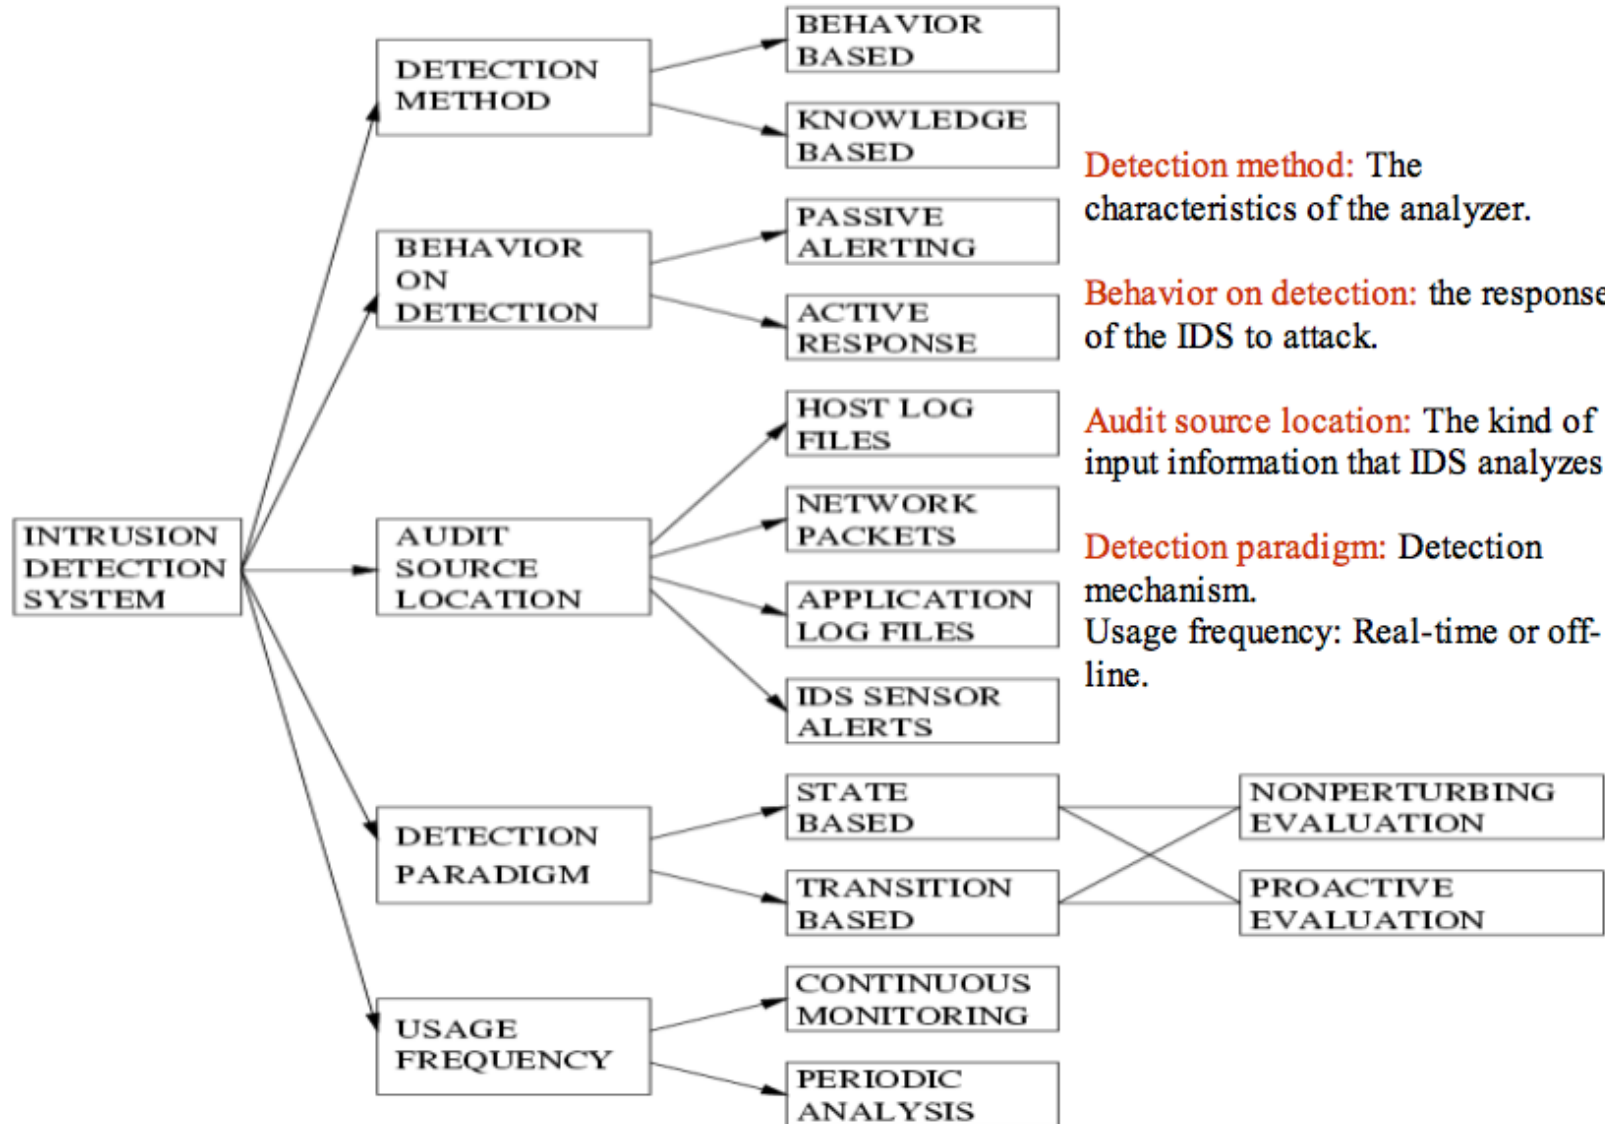 BEHAVIOR
BASED
DETECTION
METHOD
KNOWLEDGE
BASED
Detection method: The
characteristics of the analyzer.
PASSIVE
ALERTING
BEHAVIOR
ON
DETECTION
ACTIVE
RESPONSE
Behavior on detection: the response
of the IDS to attack.
HOST LOG
FILES
Audit source location: The kind of
input information that IDS analyzes
NETWORK
PACKETS
INTRUSION
DETECTION
SYSTEM
AUDIT
SOURCE
LOCATION
Detection paradigm: Detection
mechanism.
Usage frequency: Real-time or off-
line.
APPLICATION
LOG FILES
IDS SENSOR
ALERTS
STATE
BASED
NONPERTURBING
EVALUATION
DETECTION
PARADIGM
TRANSITION
BASED
PROACTIVE
EVALUATION
CONTINUOUS
MONITORING
USAGE
FREQUENCY
PERIODIC
ANALYSIS